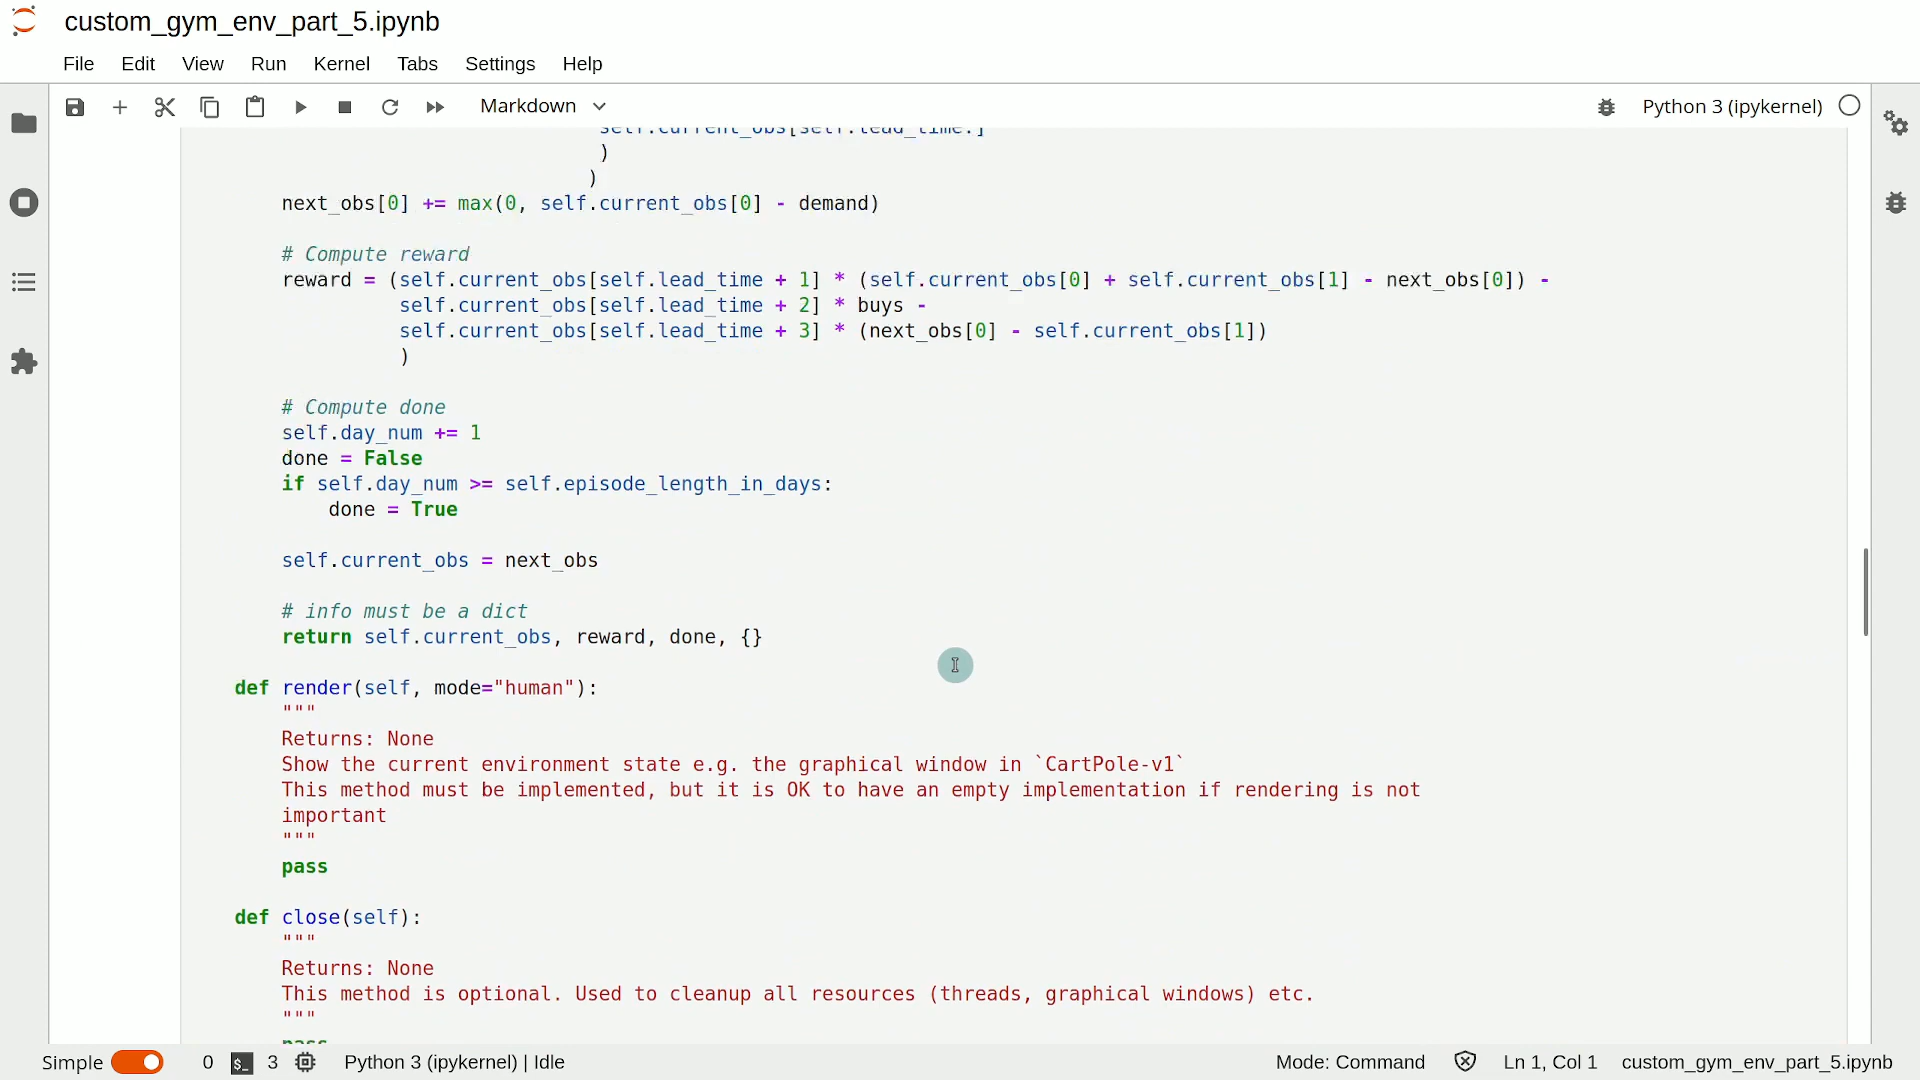 custom_gym_env_part_5.ipynb
File Edit View Run Kernel Tabs Settings Help
Markdown Python 3 (ipykernel)
self.current_obs[self.lead_time:]
)
)
next_obs[0] += max(0, self.current_obs[0] - demand)
# Compute reward
reward = (self.current_obs[self.lead_time + 1] * (self.current_obs[0] + self.current_obs[1] - next_obs[0]) -
self.current_obs[self.lead_time + 2] * buys -
self.current_obs[self.lead_time + 3] * (next_obs[0] - self.current_obs[1])
)
# Compute done
self.day_num += 1
done = False
if self.day_num >= self.episode_length_in_days:
done = True
self.current_obs = next_obs
# info must be a dict
return self.current_obs, reward, done, {}
def render(self, mode="human"):
"""
Returns: None
Show the current environment state e.g. the graphical window in `CartPole-v1`
This method must be implemented, but it is OK to have an empty implementation if rendering is not
important
"""
pass
def close(self):
"""
Returns: None
This method is optional. Used to cleanup all resources (threads, graphical windows) etc.
"""
pass
Simple 0 $_ 3 Python 3 (ipykernel) | Idle Mode: Command Ln 1, Col 1 custom_gym_env_part_5.ipynb